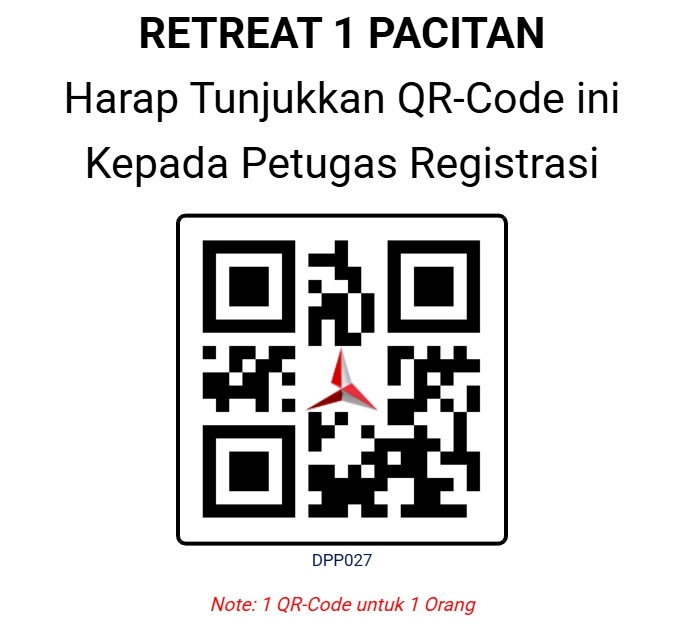 RETREAT 1 PACITAN
Harap Tunjukkan QR-Code ini
Kepada Petugas Registrasi
DPP027
Note: 1 QR-Code untuk 1 Orang